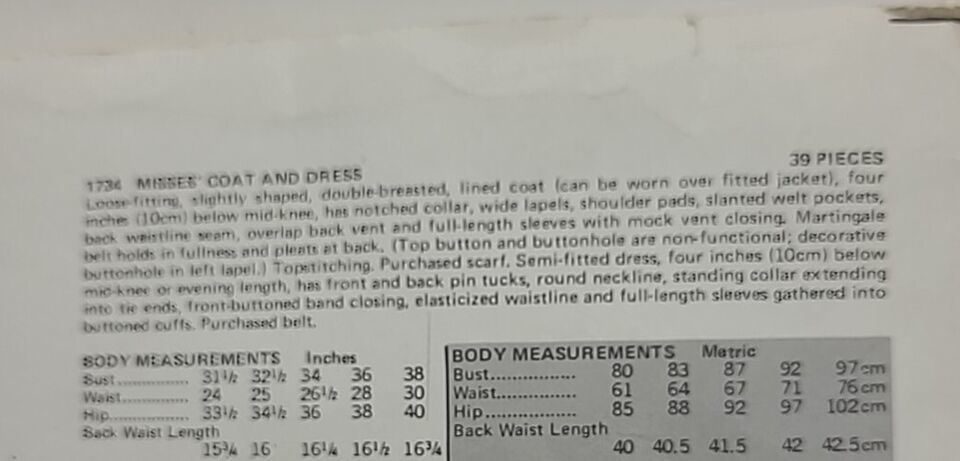 39 PIECES
1734 MISSES' COAT AND DRESS
Loose-fitting, slightly shaped, double-breasted, lined coat (can be worn over fitted jacket), four
inches (10cm) below mid-knee, has notched collar, wide lapels, shoulder pads, slanted welt pockets,
back waistline seam, overlap back vent and full-length sleeves with mock vent closing. Martingale
belt holds in fullness and pleats at back. (Top button and buttonhole are non-functional; decorative
buttonhole in left lapel.) Topstitching. Purchased scarf. Semi-fitted dress, four inches (10cm) below
mid-knee or evening length, has front and back pin tucks, round neckline, standing collar extending
into tie ends, front-buttoned band closing, elasticized waistline and full-length sleeves gathered into
buttoned cuffs. Purchased belt.
BODY MEASUREMENTS Inches
Bust............... 31½ 32½ 34 36 38
Waist............... 24 25 26½ 28 30
Hip............... 33½ 34½ 36 38 40
Back Waist Length
15¾ 16 16¼ 16½ 16¾
BODY MEASUREMENTS Metric
Bust............... 80 83 87 92 97cm
Waist............... 61 64 67 71 76cm
Hip............... 85 88 92 97 102cm
Back Waist Length
40 40.5 41.5 42 42.5cm